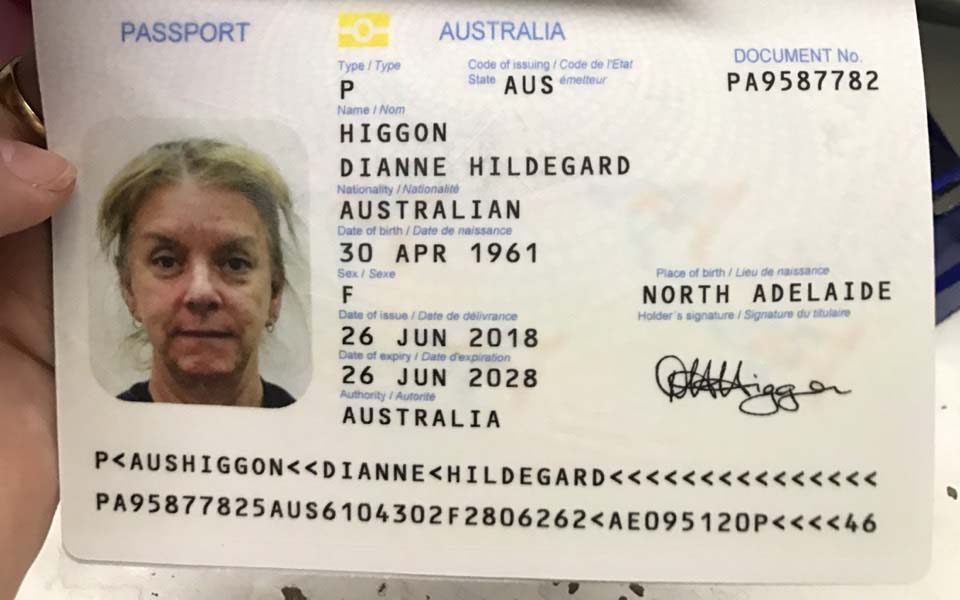 PASSPORT AUSTRALIA
Type / Type Code of issuing / Code de l'Etat
State émetteur
DOCUMENT No.
P AUS PA9587782
Name / Nom
HIGGON
DIANNE HILDEGARD
Nationality / Nationalité
AUSTRALIAN
Date of birth / Date de naissance
30 APR 1961
Sex / Sexe Place of birth / Lieu de naissance
F NORTH ADELAIDE
Date of issue / Date de délivrance Holder's signature / Signature du titulaire
26 JUN 2018
Date of expiry / Date d'expiration
26 JUN 2028
Authority / Autorité
AUSTRALIA
P<AUSHIGGON<<DIANNE<HILDEGARD<<<<<<<<<<<<<<<
PA95877825AUS6104302F2806262<AE095120P<<<<46